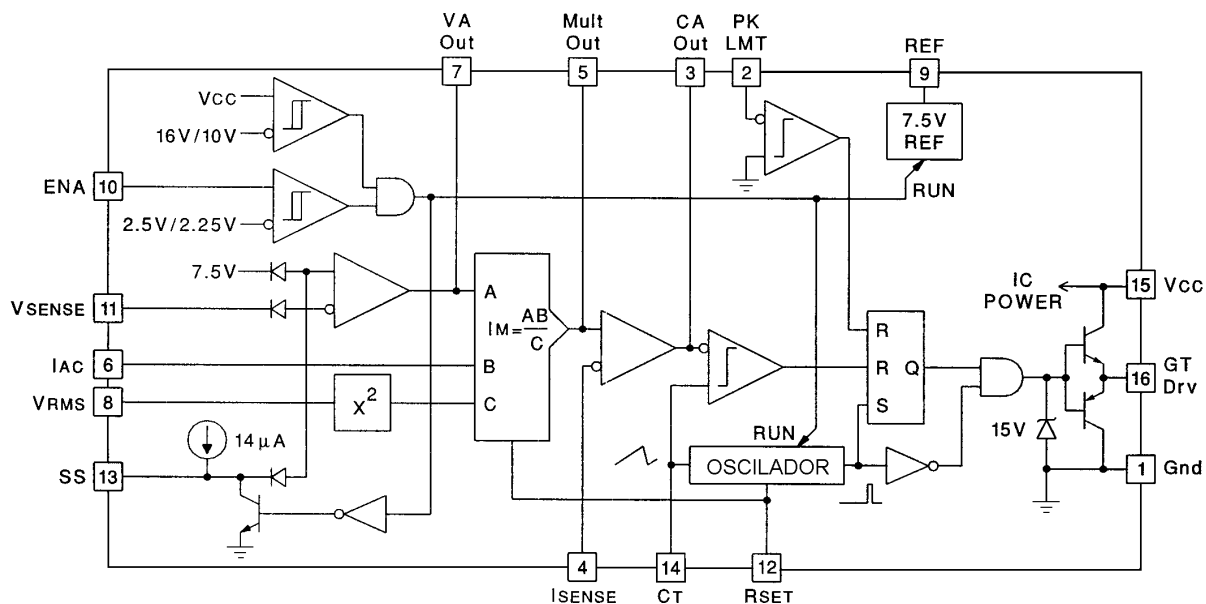 VA
Out
7
Mult
Out
5
CA
Out
3
PK
LMT
2
REF
9
VCC
16V/10V
7.5V
REF
ENA
10
RUN
2.5V/2.25V
7.5V
VSENSE
11
A
IM=AB/C
IC
POWER
15
VCC
IAC
6
B
R
R
Q
S
16
GT
Drv
VRMS
8
X²
C
14µA
RUN
OSCILADOR
15V
SS
13
1
Gnd
4
ISENSE
14
CT
12
RSET